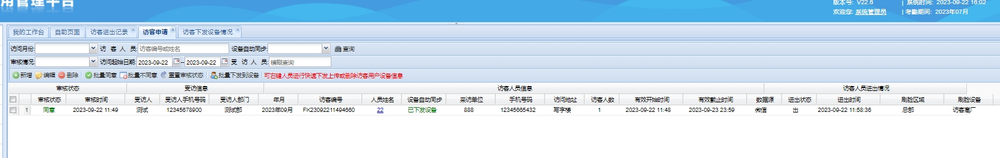 用管理平台
版本号: V22.6 | 系统时间: 2023-09-22 16:02
欢迎您: 系统管理员 | 考勤期间: 2023年07月
我的工作台 自助页面 访客进出记录 访客申请 访客下发设备情况
访问月份: 访 客 人 员: 访客编号或姓名 设备自动同步: 查询
审核情况: 访问起始日期: 2023-09-22 -- 2023-09-22 受 访 人 员: 模糊查询
新增 编辑 删除 批量同意 批量不同意 重置审核状态 批量下发到设备 可右键人员进行快速下发上传或删除访客用户设备信息
审核状态 受访信息 访客人员信息 访客人员进出情况
审核状态 审核时间 受访人 受访人手机号码 受访人部门 年月 访客编号 人员姓名 设备自动同步 来访单位 手机号码 访问地址 访客人数 有效开始时间 有效截止时间 数据源 进出状态 进出时间 刷脸区域 刷脸设备
1 同意 2023-09-22 11:49 测试 12345678900 测试部 2023年09月 FK23092211494660 22 已下发设备 888 12345665432 写字楼 1 2023-09-22 11:48 2023-09-23 23:59 微信 出 2023-09-22 11:58:36 总部 访客离厂